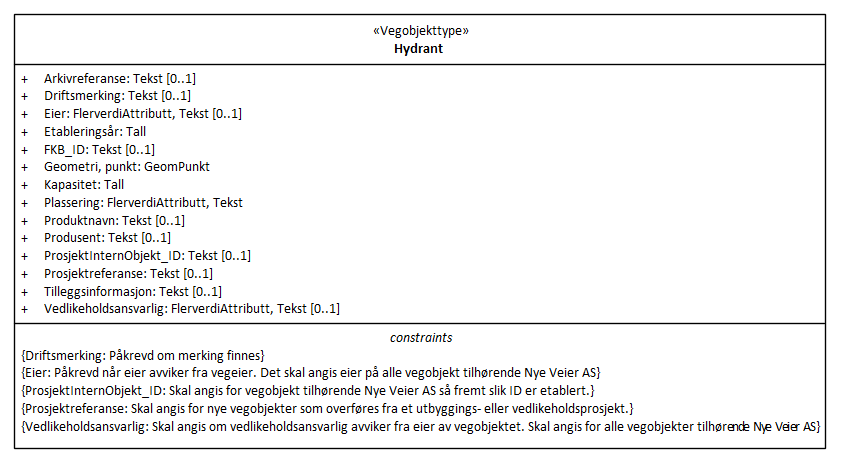 «Vegobjekttype»
Hydrant
+ Arkivreferanse: Tekst [0..1]
+ Driftsmerking: Tekst [0..1]
+ Eier: FlerverdiAttributt, Tekst [0..1]
+ Etableringsår: Tall
+ FKB_ID: Tekst [0..1]
+ Geometri, punkt: GeomPunkt
+ Kapasitet: Tall
+ Plassering: FlerverdiAttributt, Tekst
+ Produktnavn: Tekst [0..1]
+ Produsent: Tekst [0..1]
+ ProsjektInternObjekt_ID: Tekst [0..1]
+ Prosjektreferanse: Tekst [0..1]
+ Tilleggsinformasjon: Tekst [0..1]
+ Vedlikeholdsansvarlig: FlerverdiAttributt, Tekst [0..1]
constraints
{Driftsmerking: Påkrevd om merking finnes}
{Eier: Påkrevd når eier avviker fra vegeier. Det skal angis eier på alle vegobjekt tilhørende Nye Veier AS}
{ProsjektInternObjekt_ID: Skal angis for vegobjekt tilhørende Nye Veier AS så fremt slik ID er etablert.}
{Prosjektreferanse: Skal angis for nye vegobjekter som overføres fra et utbyggings- eller vedlikeholdsprosjekt.}
{Vedlikeholdsansvarlig: Skal angis om vedlikeholdsansvarlig avviker fra eier av vegobjektet. Skal angis for alle vegobjekter tilhørende Nye Veier AS}